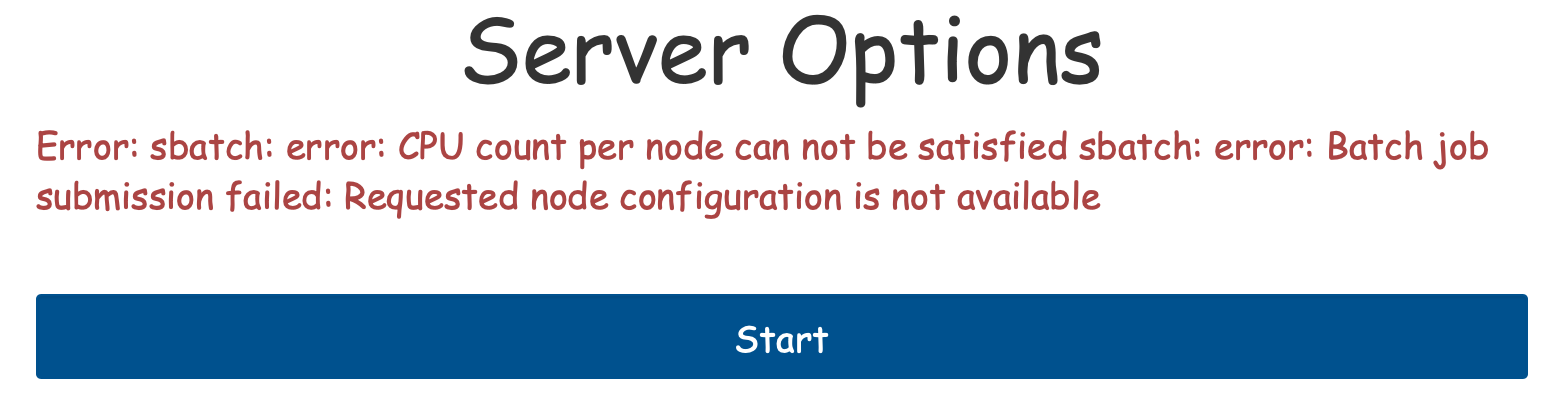 Server Options
Error: sbatch: error: CPU count per node can not be satisfied sbatch: error: Batch job
submission failed: Requested node configuration is not available
Start